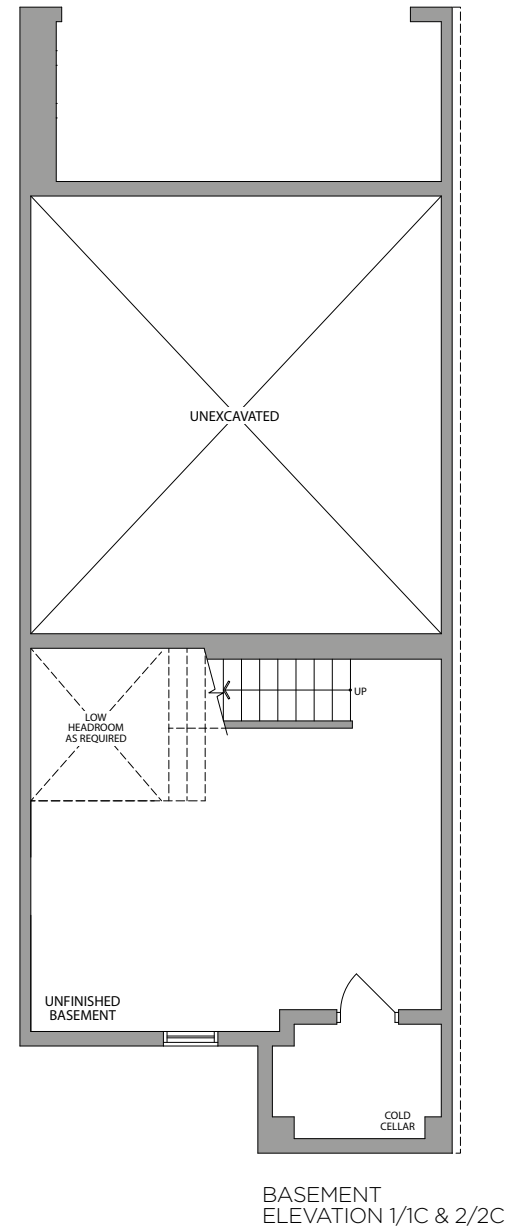 UNEXCAVATED
LOW
HEADROOM
AS REQUIRED
UP
UNFINISHED
BASEMENT
COLD
CELLAR
BASEMENT
ELEVATION 1/1C & 2/2C